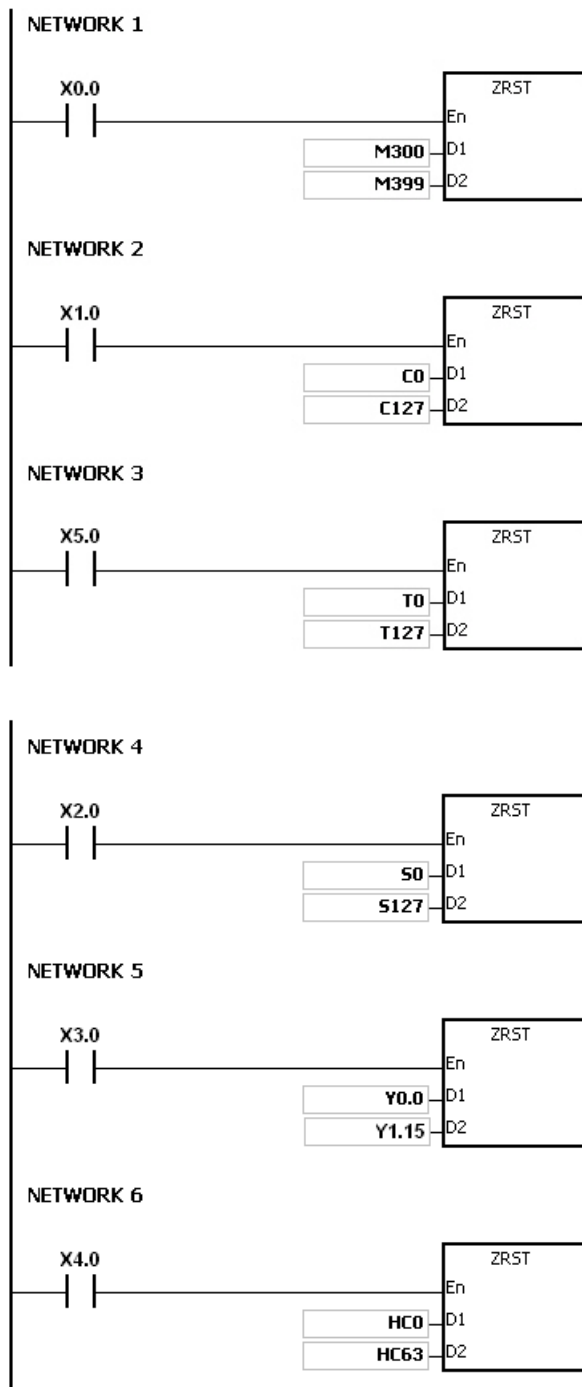 NETWORK 1
X0.0
ZRST
En
M300 D1
M399 D2
NETWORK 2
X1.0
ZRST
En
C0 D1
C127 D2
NETWORK 3
X5.0
ZRST
En
T0 D1
T127 D2
NETWORK 4
X2.0
ZRST
En
S0 D1
S127 D2
NETWORK 5
X3.0
ZRST
En
Y0.0 D1
Y1.15 D2
NETWORK 6
X4.0
ZRST
En
HC0 D1
HC63 D2